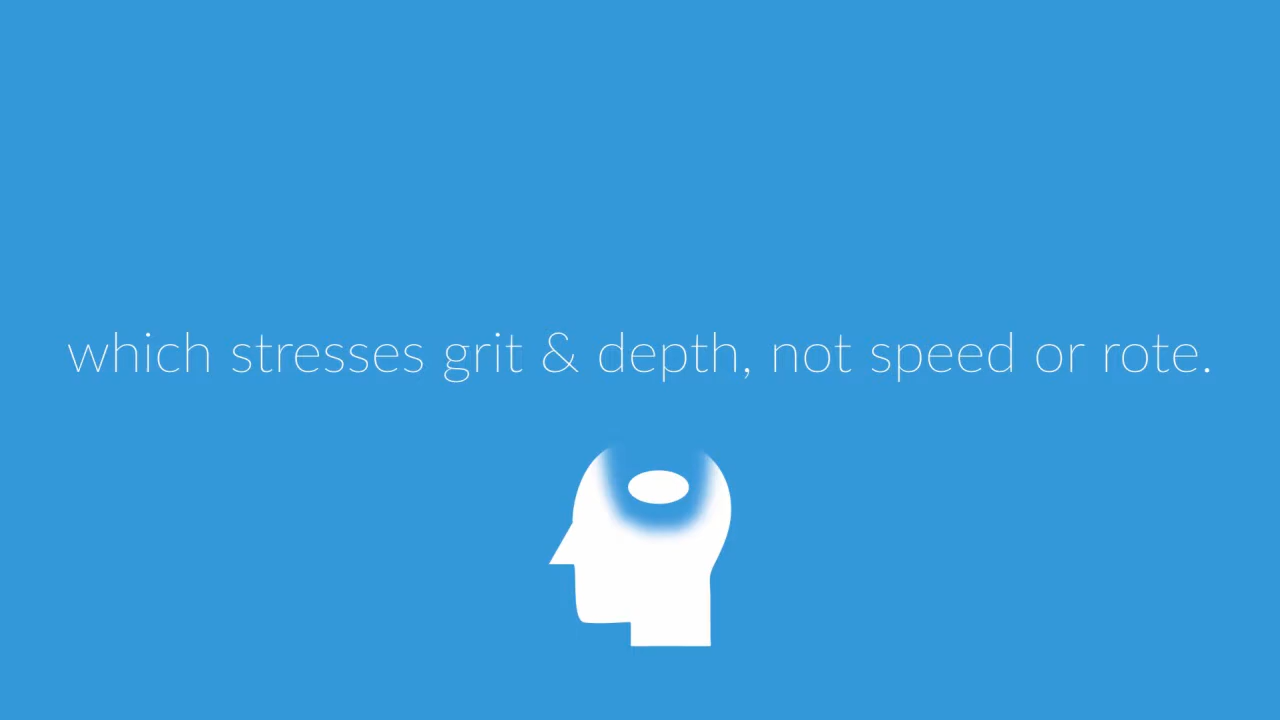 which stresses grit & depth, not speed or rote.